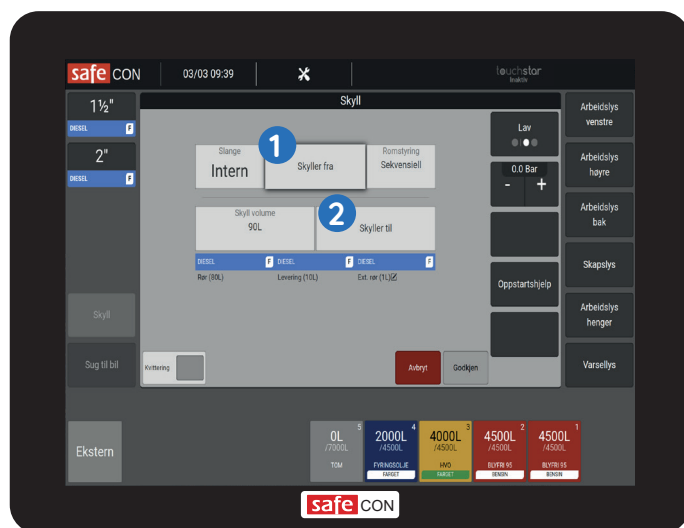 safe CON
03/03 09:39
touchstar
Inaktiv
1½"
DIESEL F
2"
DIESEL F
Skyll
Sug til bil
Ekstern
Skyll
Slange
Intern
1
Skyller fra
Romstyring
Sekvensiell
Skyll volume
90L
2
Skyller til
DIESEL F DIESEL F DIESEL F
Rør (80L) Levering (10L) Ext. rør (1L)
Kvittering
Avbryt
Godkjen
Lav
0.0 Bar
- +
Oppstartshjelp
Arbeidslys
venstre
Arbeidslys
høyre
Arbeidslys
bak
Skapslys
Arbeidslys
henger
Varsellys
5
0L
/7000L
TOM
4
2000L
/4500L
FYRINGSOLJE
FARGET
3
4000L
/4500L
HVO
FARGET
2
4500L
/4500L
BLYFRI 95
BENSIN
1
4500L
/4500L
BLYFRI 95
BENSIN
safe CON